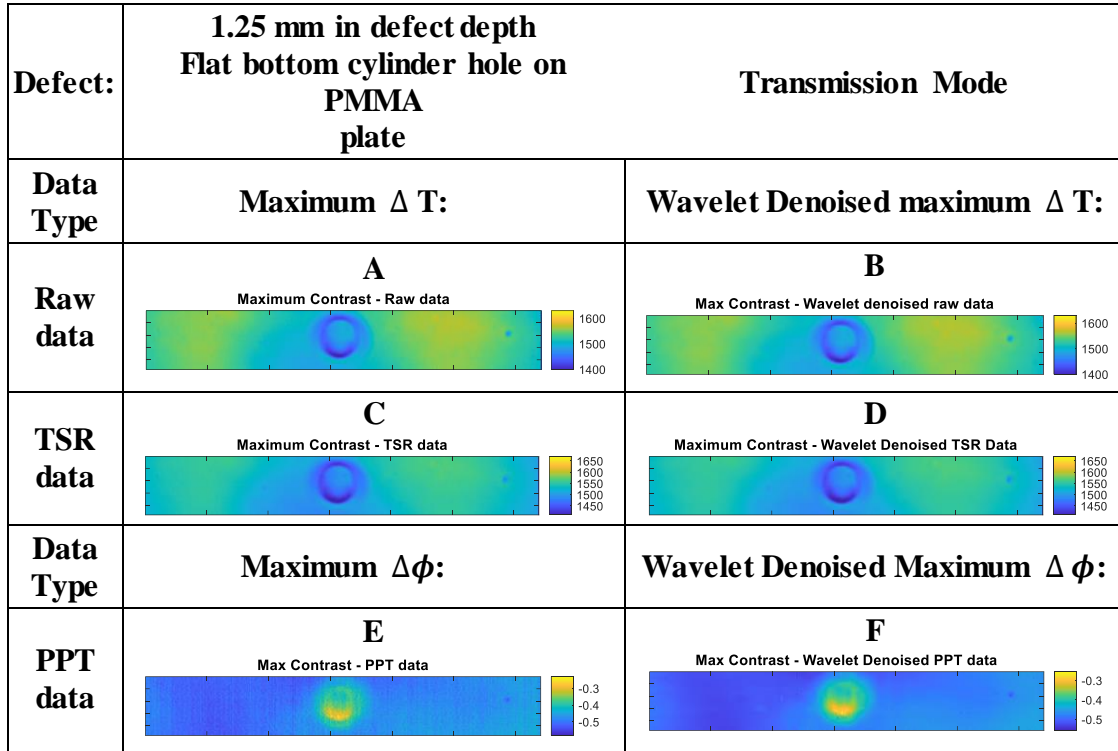 Defect:
1.25 mm in defect depth
Flat bottom cylinder hole on
PMMA
plate
Transmission Mode
Data
Type
Maximum Δ T:
Wavelet Denoised maximum Δ T:
Raw
data
A
Maximum Contrast - Raw data
1600
1500
1400
B
Max Contrast - Wavelet denoised raw data
1600
1500
1400
TSR
data
C
Maximum Contrast - TSR data
1650
1600
1550
1500
1450
D
Maximum Contrast - Wavelet Denoised TSR Data
1650
1600
1550
1500
1450
Data
Type
Maximum Δϕ:
Wavelet Denoised Maximum Δ ϕ:
PPT
data
E
Max Contrast - PPT data
-0.3
-0.4
-0.5
F
Max Contrast - Wavelet Denoised PPT data
-0.3
-0.4
-0.5